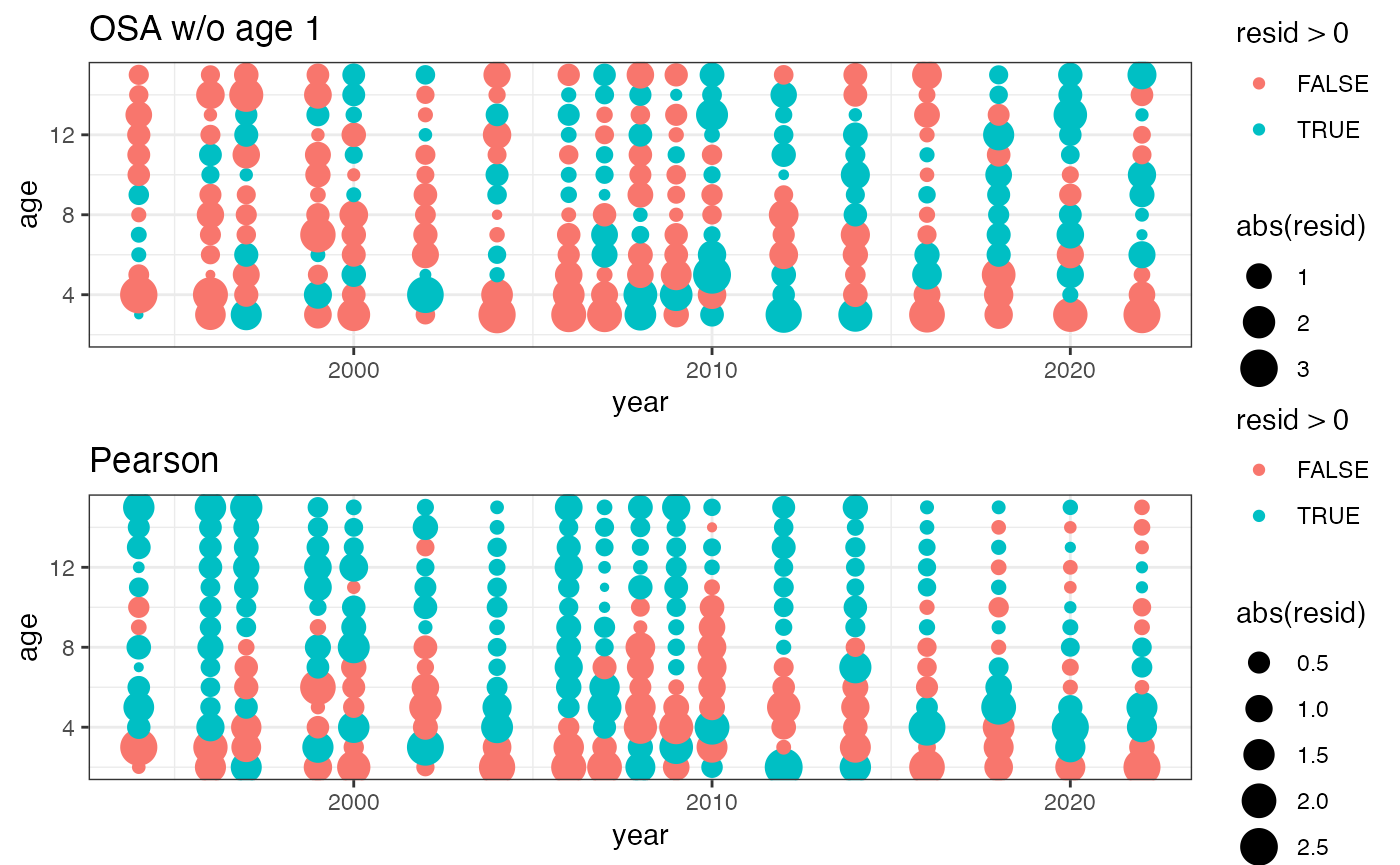 OSA w/o age 1
age
12
8
4
2000 2010 2020
year
resid > 0
FALSE
TRUE
abs(resid)
1
2
3
Pearson
age
12
8
4
2000 2010 2020
year
resid > 0
FALSE
TRUE
abs(resid)
0.5
1.0
1.5
2.0
2.5